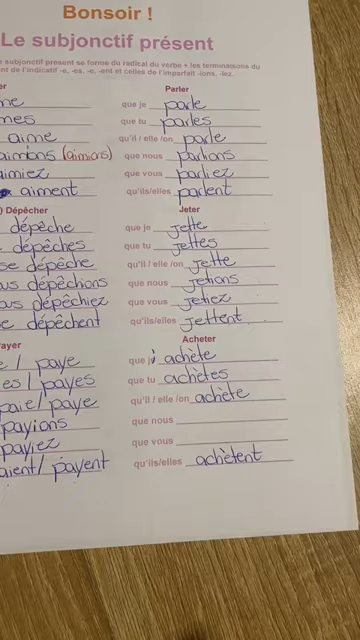 Bonsoir !
Le subjonctif présent
subjonctif présent se forme du radical du verbe + les terminaisons du
nt de l'indicatif -e, -es, -e, -ent et celles de l'imparfait -ions, -iez.
Parler
que je parle
mes que tu parles
aime qu'il / elle /on parle
aimions (aimions) que nous parlions
aimiez que vous parliez
aiment qu'ils/elles parlent
) Dépêcher Jeter
dépêche que je jette
dépêches que tu jettes
se dépêche qu'il / elle /on jette
us dépêchions que nous jetions
ous dépêchiez que vous jetiez
e dépêchent qu'ils/elles jettent
ayer Acheter
e / paye que j' achète
es / payes que tu achètes
paie / paye qu'il / elle /on achète
payions que nous
payiez que vous
aient / payent qu'ils/elles achètent